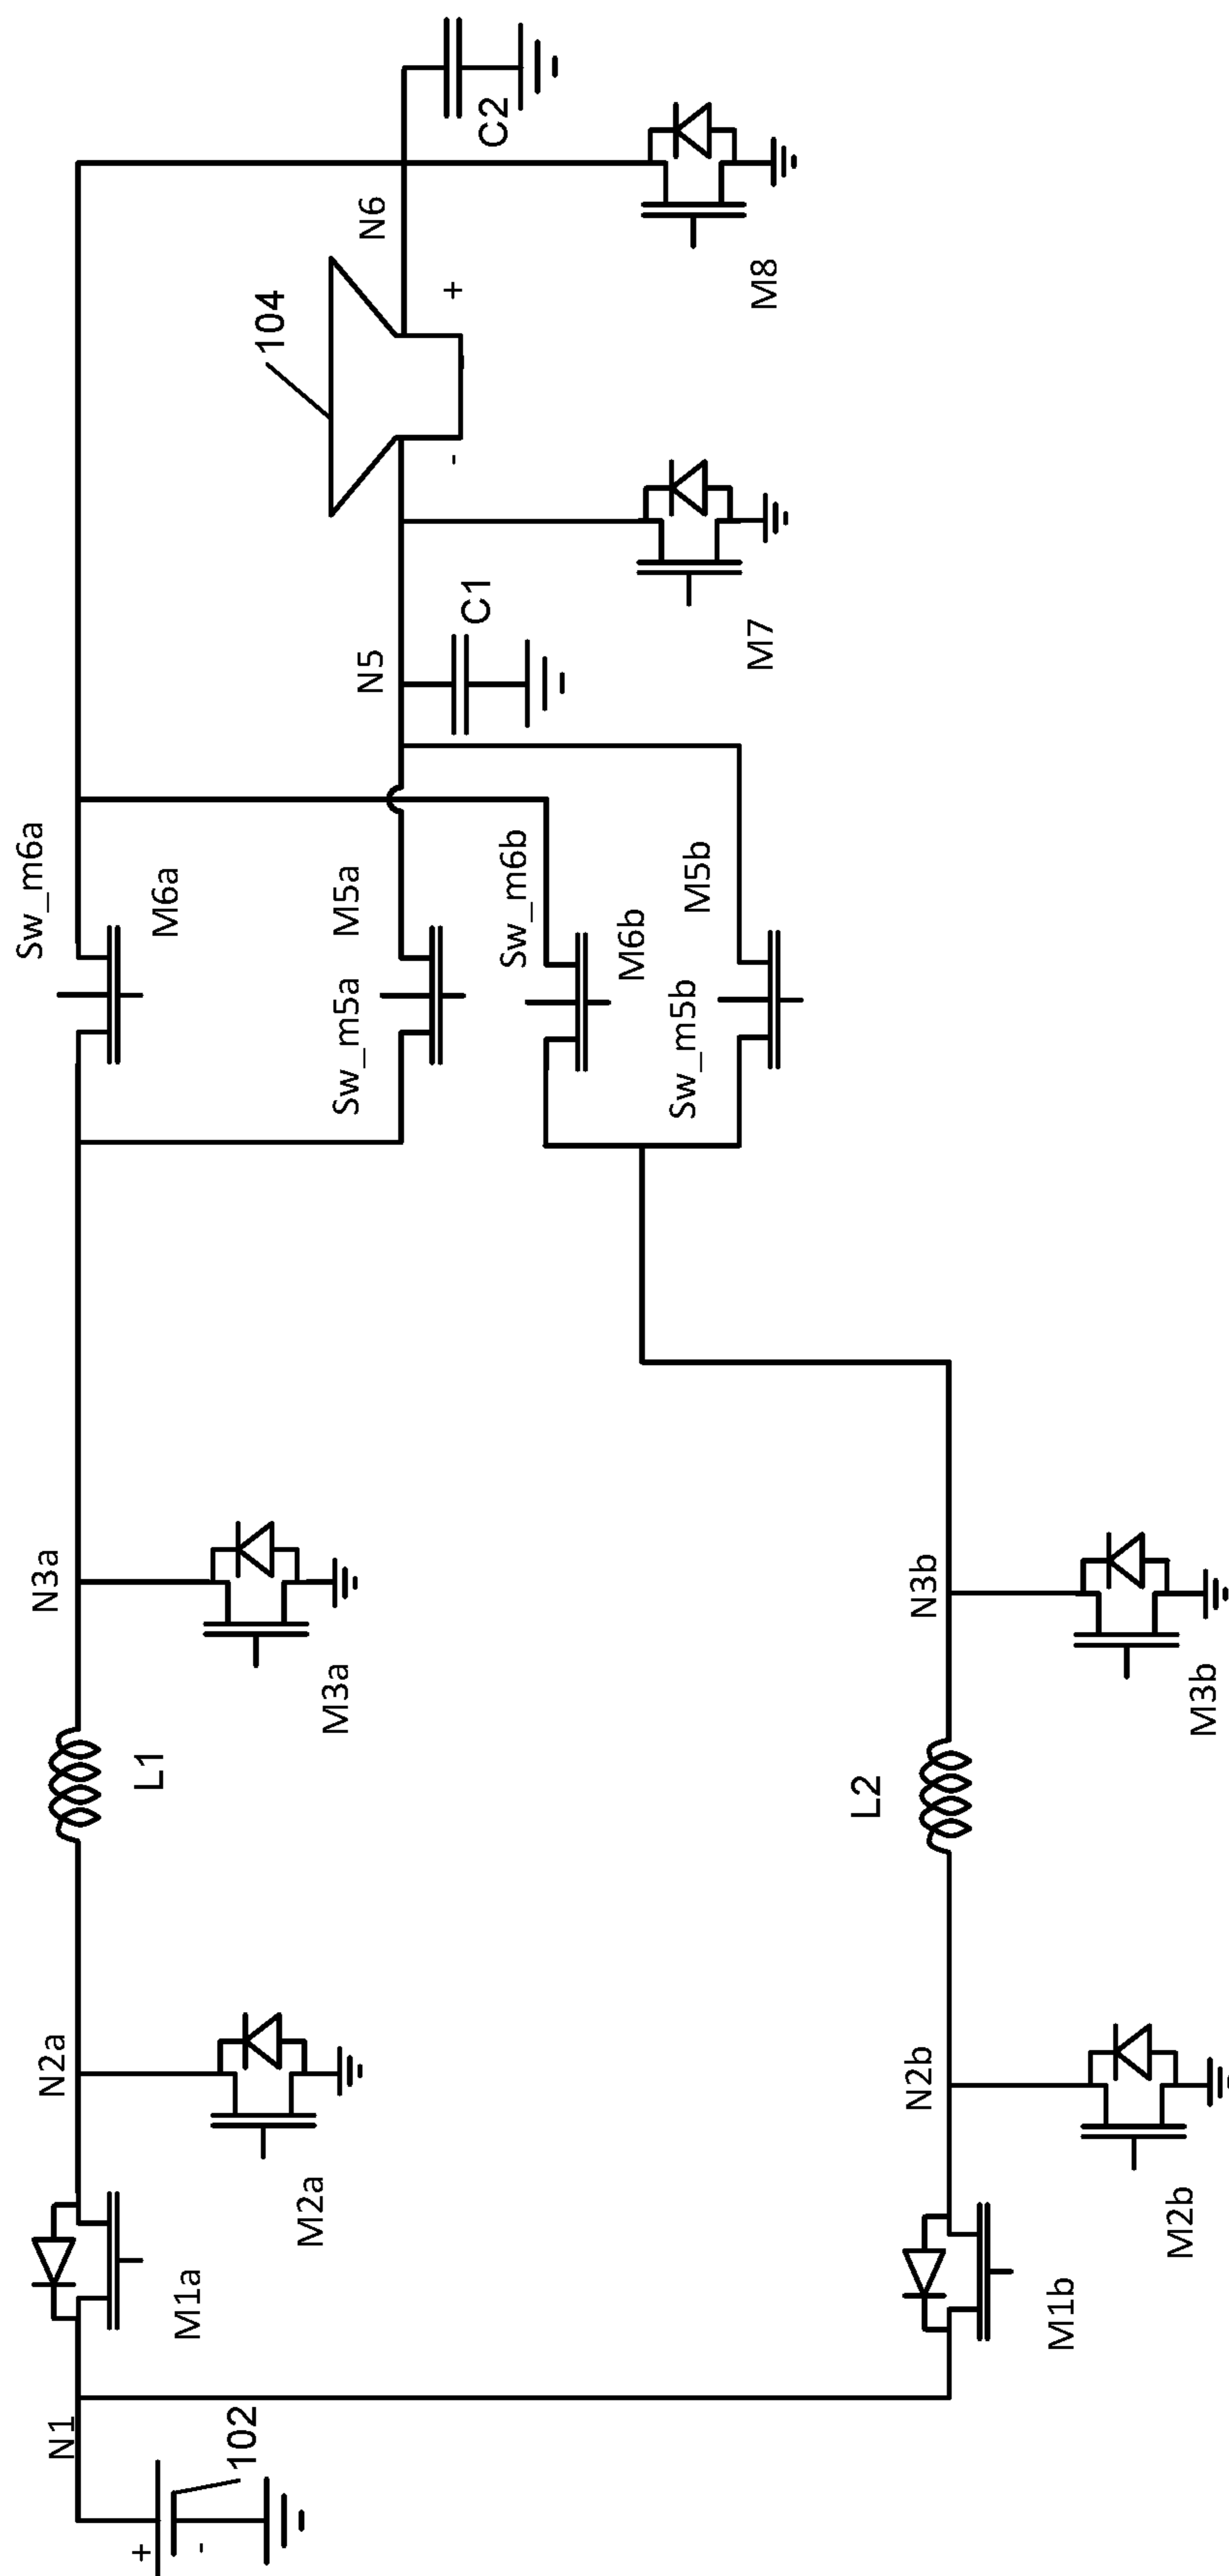 Sw_m6a
M6a
104
N6
C2
+
-
M8
N5
C1
M7
Sw_m5a
M5a
Sw_m6b
M6b
Sw_m5b
M5b
N3a
M3a
L1
N3b
M3b
L2
N2a
M2a
M1a
N2b
M2b
M1b
N1
102
+
-